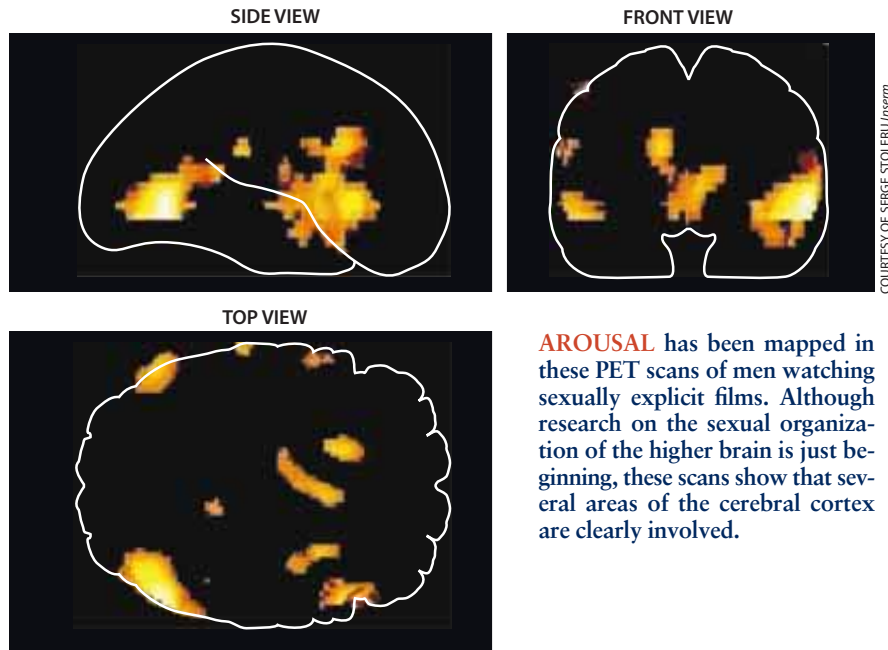 SIDE VIEW
FRONT VIEW
COURTESY OF SERGE STOLERU Inserm
TOP VIEW
AROUSAL has been mapped in
these PET scans of men watching
sexually explicit films. Although
research on the sexual organiza-
tion of the higher brain is just be-
ginning, these scans show that sev-
eral areas of the cerebral cortex
are clearly involved.